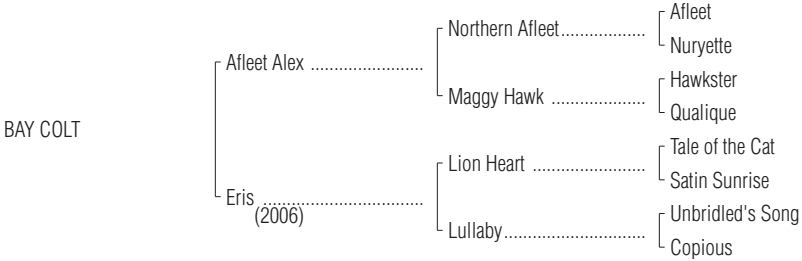 Afleet
Northern Afleet....................
Nuryette
Afleet Alex ........................
Hawkster
Maggy Hawk ....................
Qualique
BAY COLT
Tale of the Cat
Lion Heart ........................
Satin Sunrise
Eris ..................................
(2006)
Unbridled's Song
Lullaby..............................
Copious